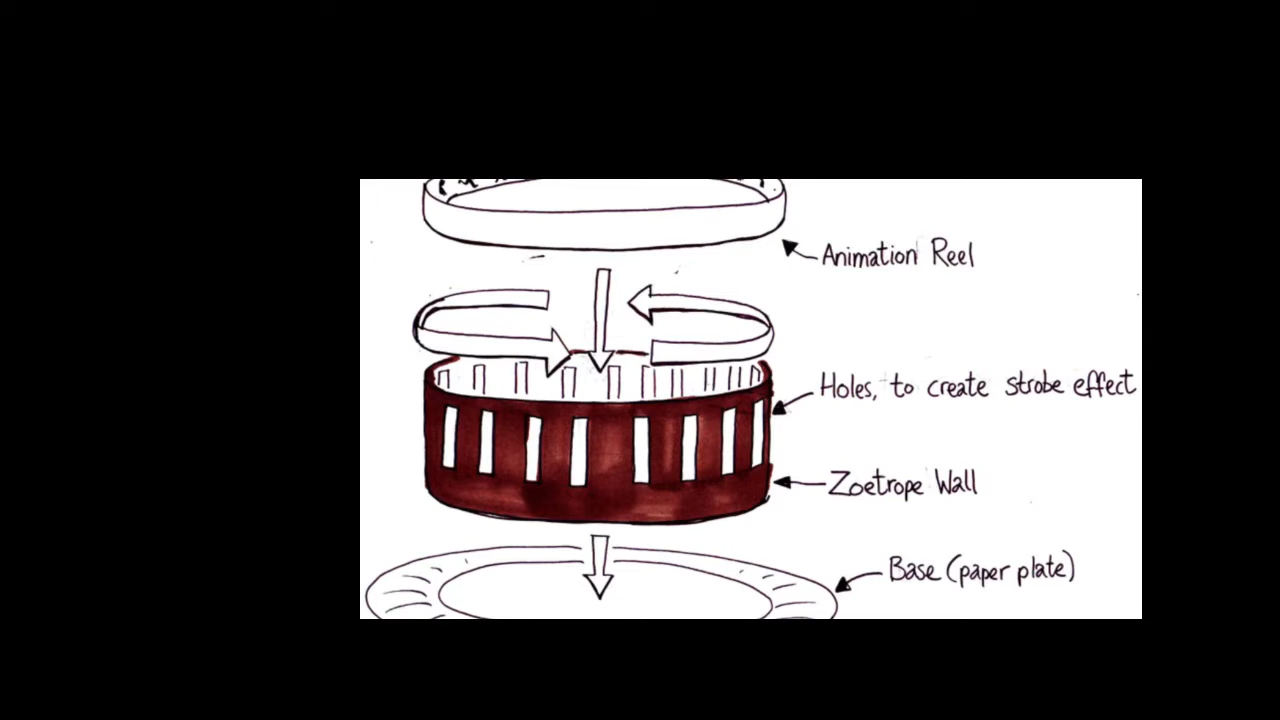 Animation Reel
Holes, to create strobe effect
Zoetrope Wall
Base (paper plate)